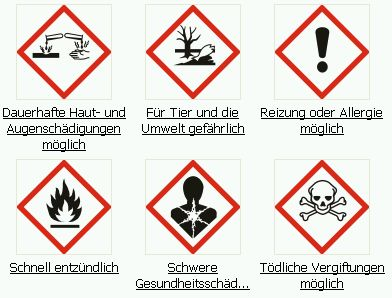 Dauerhafte Haut- und
Augenschädigungen
möglich
Für Tier und die
Umwelt gefährlich
Reizung oder Allergie
möglich
Schnell entzündlich
Schwere
Gesundheitsschäd...
Tödliche Vergiftungen
möglich